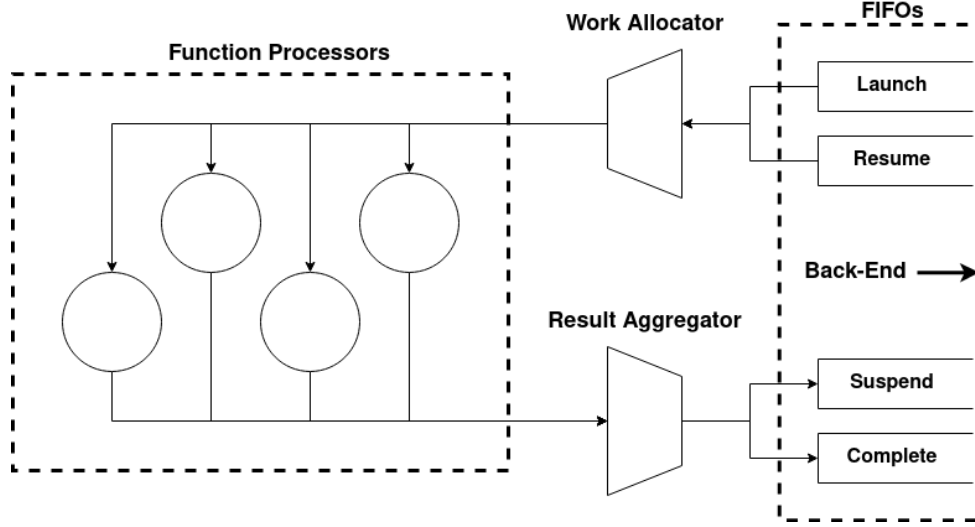 FIFOs
Work Allocator
Function Processors
Launch
Resume
Back-End
Result Aggregator
Suspend
Complete